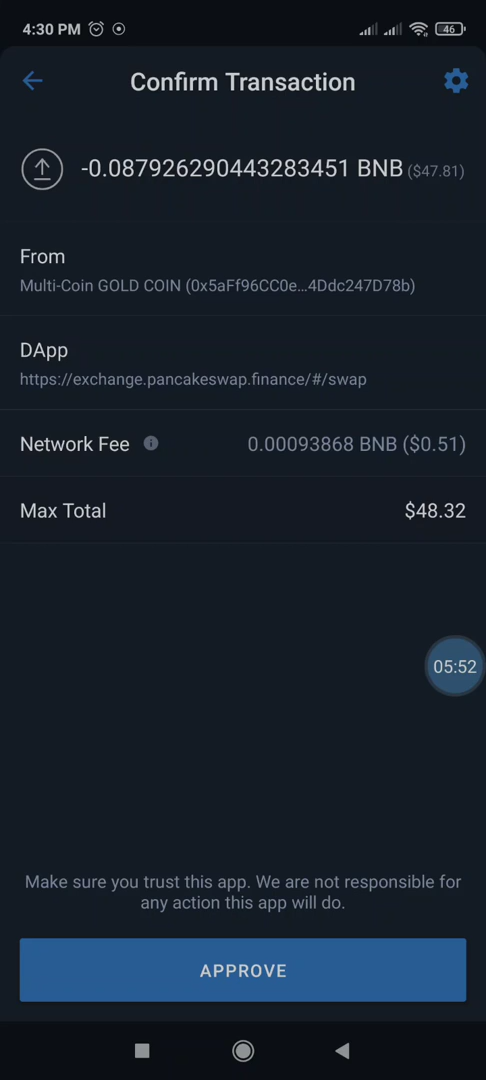 4:30 PM
46
Confirm Transaction
-0.087926290443283451 BNB ($47.81)
From
Multi-Coin GOLD COIN (0x5aFf96CC0e...4Ddc247D78b)
DApp
https://exchange.pancakeswap.finance/#/swap
Network Fee 0.00093868 BNB ($0.51)
Max Total $48.32
05:52
Make sure you trust this app. We are not responsible for
any action this app will do.
APPROVE